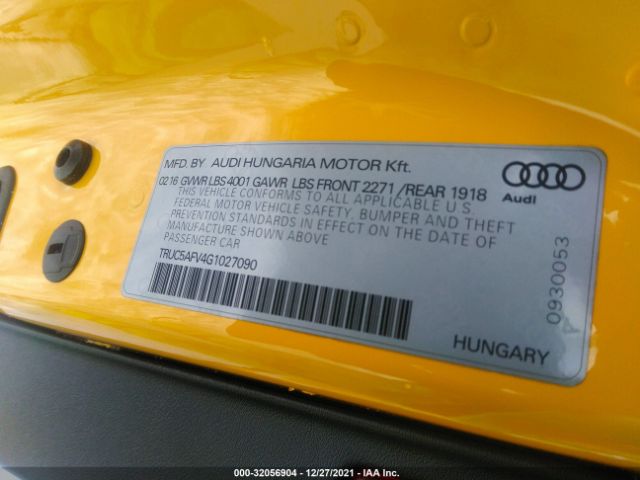 MFD. BY AUDI HUNGARIA MOTOR Kft.
0216 GVWR LBS 4001 GAWR LBS FRONT 2271 /REAR 1918
THIS VEHICLE CONFORMS TO ALL APPLICABLE U.S.
FEDERAL MOTOR VEHICLE SAFETY, BUMPER AND THEFT
PREVENTION STANDARDS IN EFFECT ON THE DATE OF
MANUFACTURE SHOWN ABOVE
PASSENGER CAR
TRUC5AFV4G1027090
Audi
0930053
HUNGARY
000-32056904 - 12/27/2021 - IAA Inc.